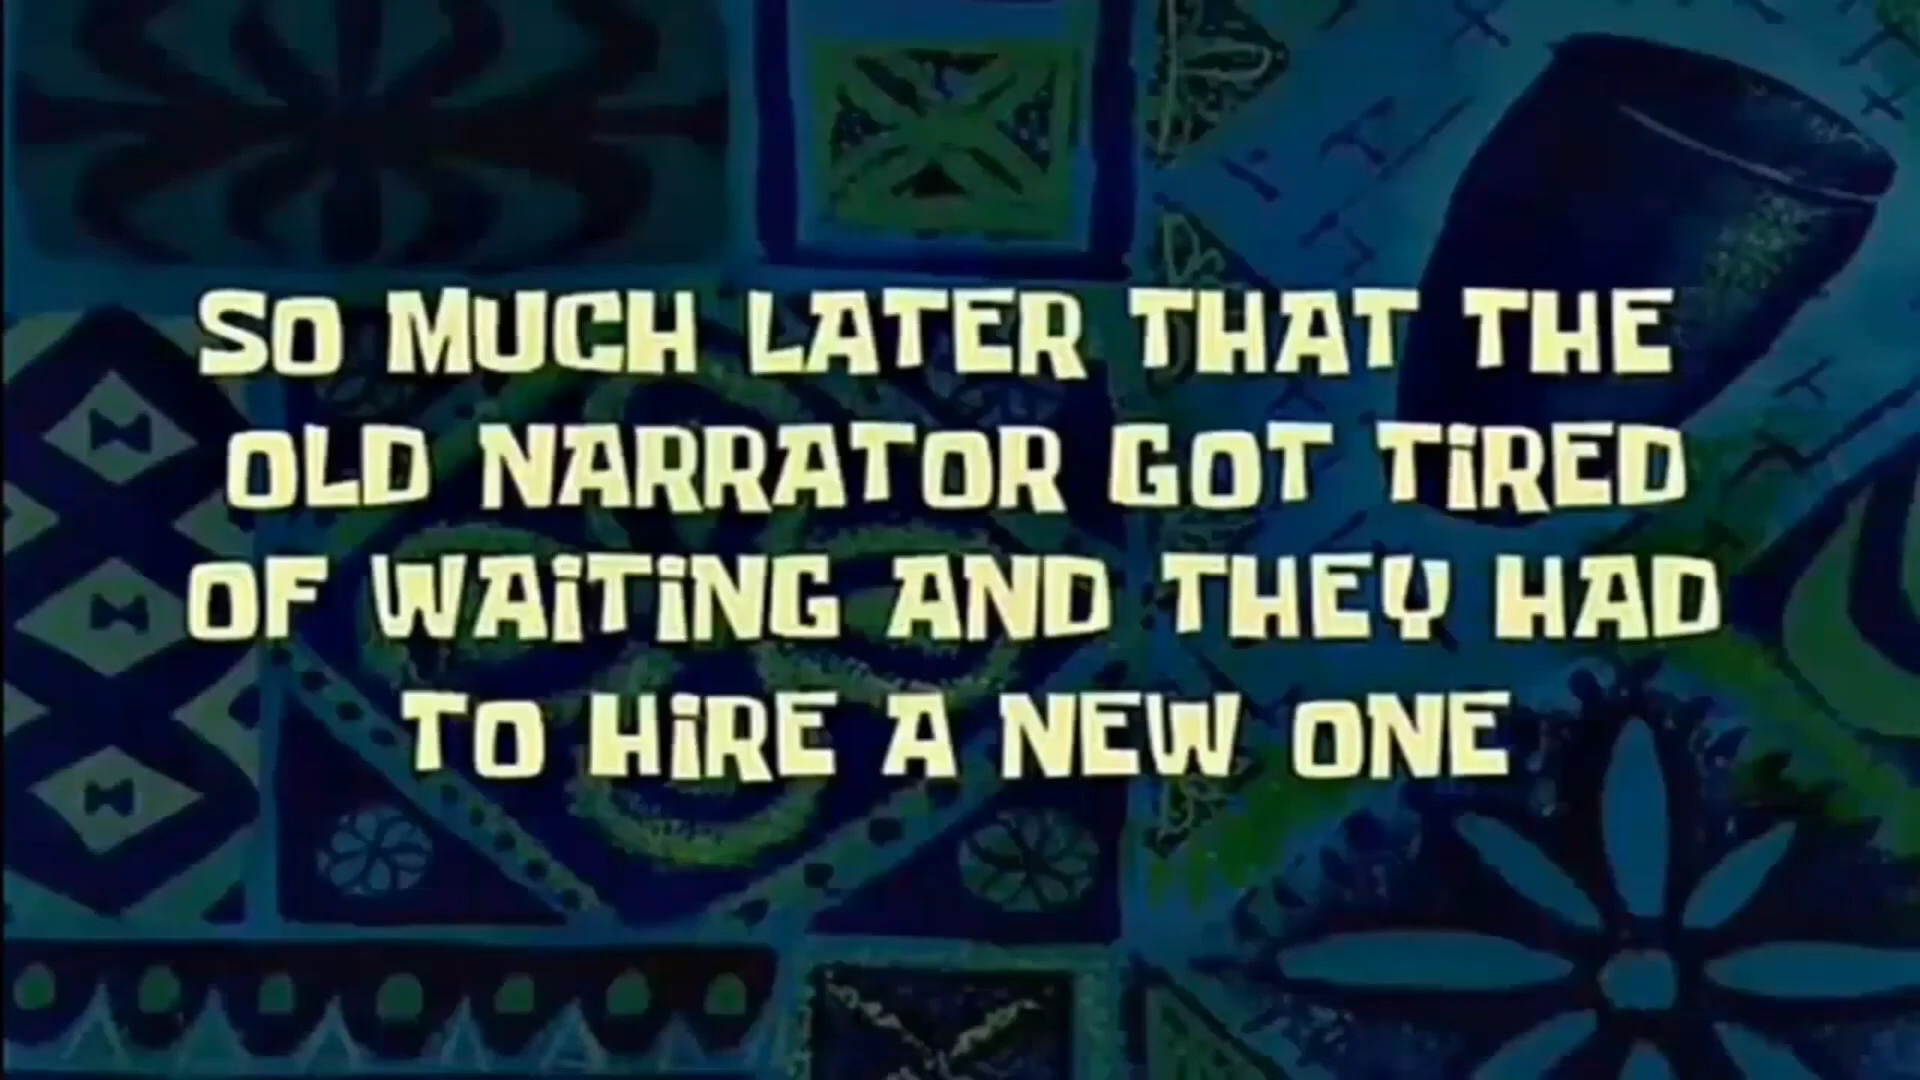 SO MUCH LATER THAT THE
OLD NARRATOR GOT TiRED
OF WAiTiNG AND THEY HAD
TO HiRE A NEW ONE